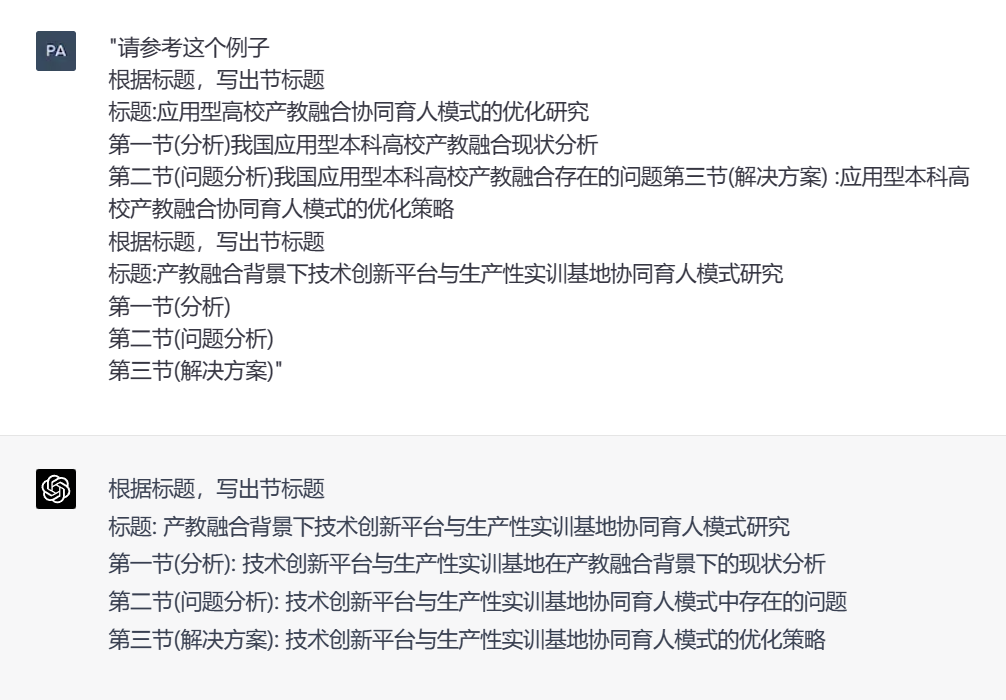 PA
"请参考这个例子
根据标题，写出节标题
标题:应用型高校产教融合协同育人模式的优化研究
第一节(分析)我国应用型本科高校产教融合现状分析
第二节(问题分析)我国应用型本科高校产教融合存在的问题第三节(解决方案) :应用型本科高
校产教融合协同育人模式的优化策略
根据标题，写出节标题
标题:产教融合背景下技术创新平台与生产性实训基地协同育人模式研究
第一节(分析)
第二节(问题分析)
第三节(解决方案)"
根据标题，写出节标题
标题: 产教融合背景下技术创新平台与生产性实训基地协同育人模式研究
第一节(分析): 技术创新平台与生产性实训基地在产教融合背景下的现状分析
第二节(问题分析): 技术创新平台与生产性实训基地协同育人模式中存在的问题
第三节(解决方案): 技术创新平台与生产性实训基地协同育人模式的优化策略